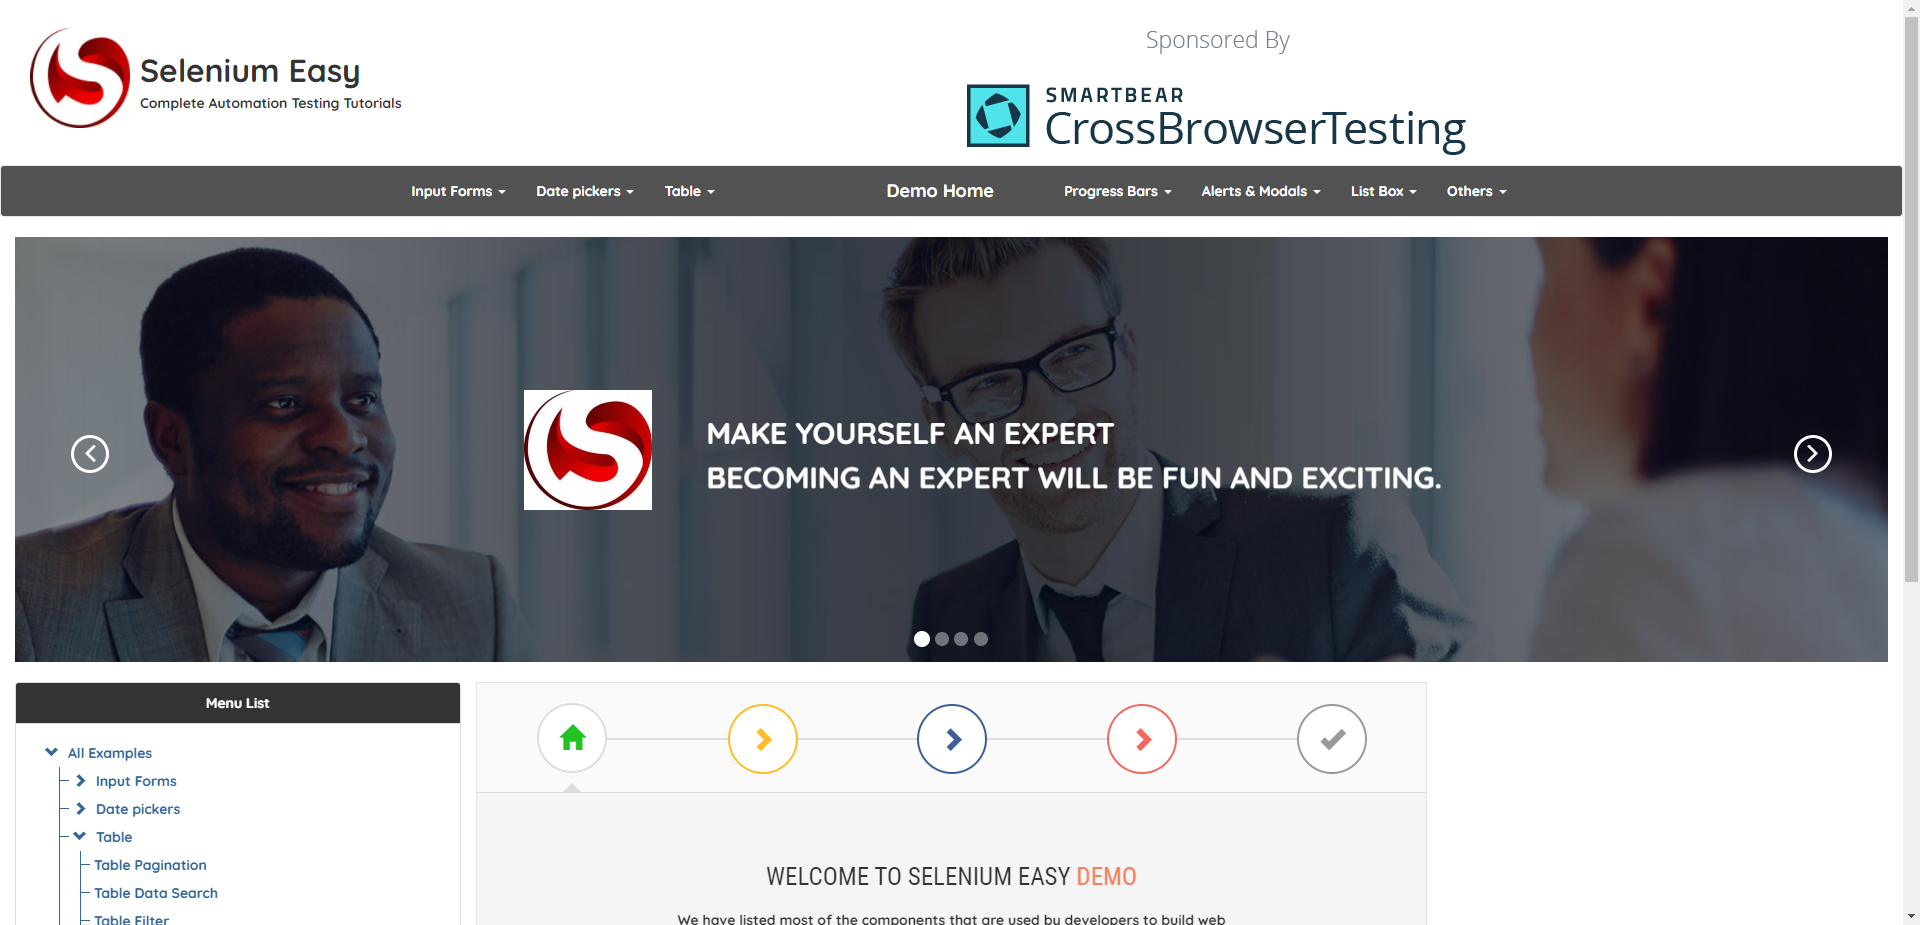 Selenium Easy
Complete Automation Testing Tutorials
Sponsored By
SMARTBEAR
CrossBrowserTesting
Input Forms
Date pickers
Table
Demo Home
Progress Bars
Alerts & Modals
List Box
Others
MAKE YOURSELF AN EXPERT
BECOMING AN EXPERT WILL BE FUN AND EXCITING.
Menu List
All Examples
Input Forms
Date pickers
Table
Table Pagination
Table Data Search
Table Filter
WELCOME TO SELENIUM EASY DEMO
We have listed most of the components that are used by developers to build web